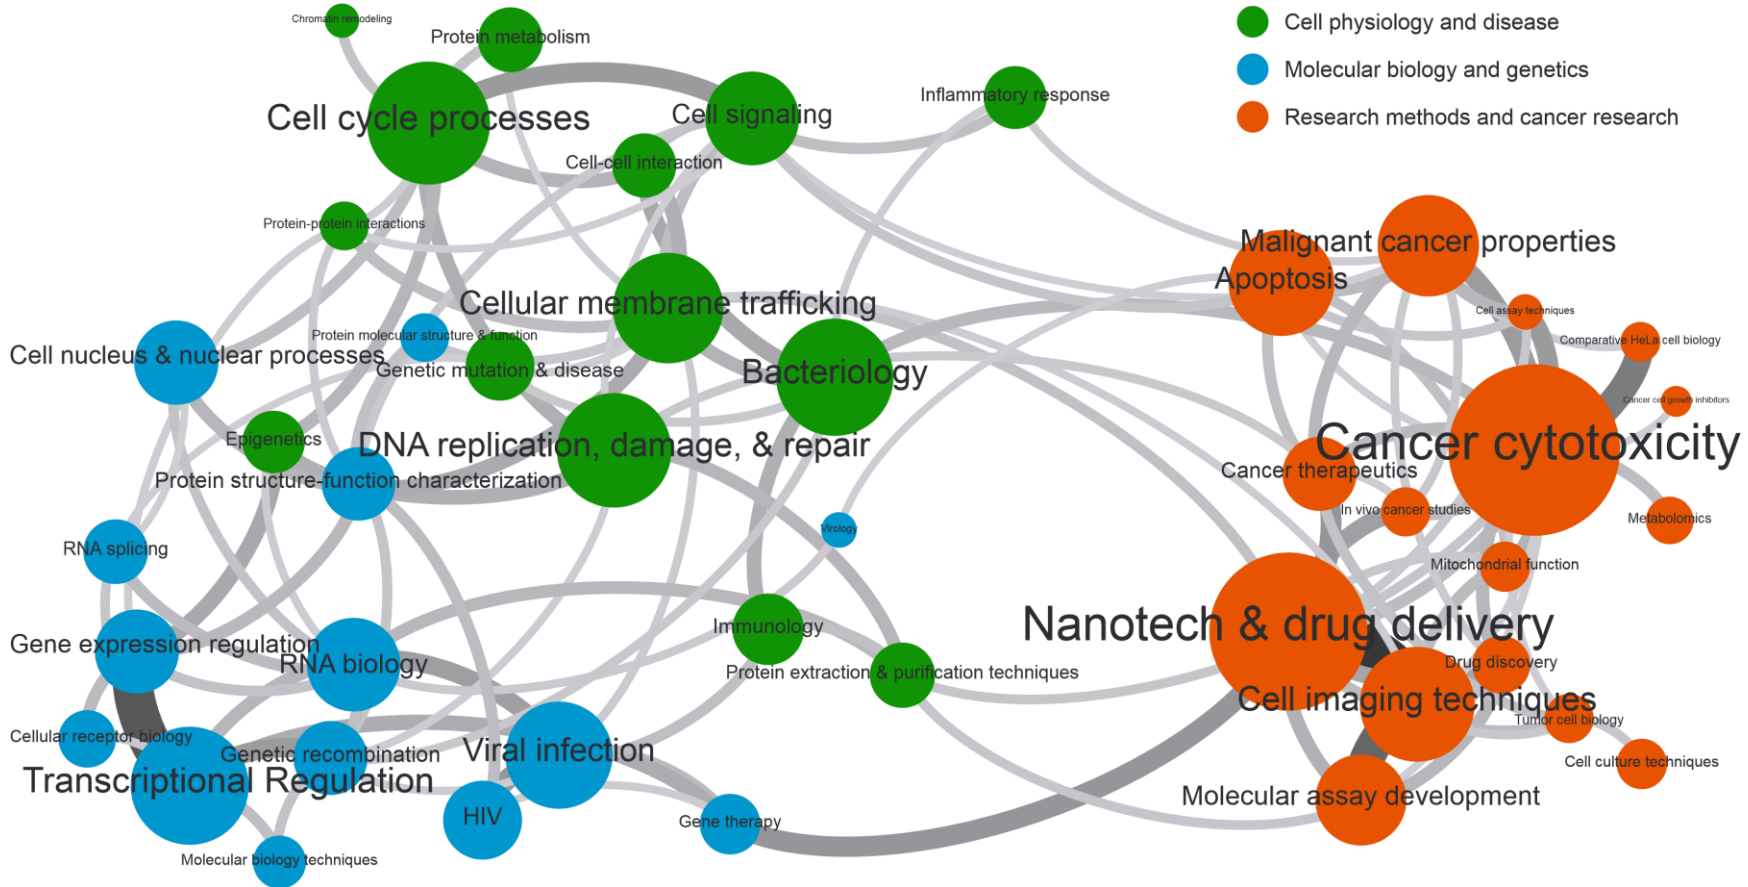 Chromatin remodeling
Protein metabolism
Cell physiology and disease
Molecular biology and genetics
Research methods and cancer research
Cell cycle processes
Cell signaling
Inflammatory response
Cell-cell interaction
Protein-protein interactions
Malignant cancer properties
Apoptosis
Cellular membrane trafficking
Cell assay techniques
Protein molecular structure & function
Comparative HeLa cell biology
Cell nucleus & nuclear processes
Genetic mutation & disease
Bacteriology
Cancer cell growth inhibitors
Epigenetics
DNA replication, damage, & repair
Cancer cytotoxicity
Protein structure-function characterization
Cancer therapeutics
In vivo cancer studies
Metabolomics
Virology
RNA splicing
Mitochondrial function
Immunology
Nanotech & drug delivery
Gene expression regulation
RNA biology
Protein extraction & purification techniques
Drug discovery
Cell imaging techniques
Tumor cell biology
Cellular receptor biology
Genetic recombination
Viral infection
Cell culture techniques
Transcriptional Regulation
Molecular assay development
HIV
Gene therapy
Molecular biology techniques